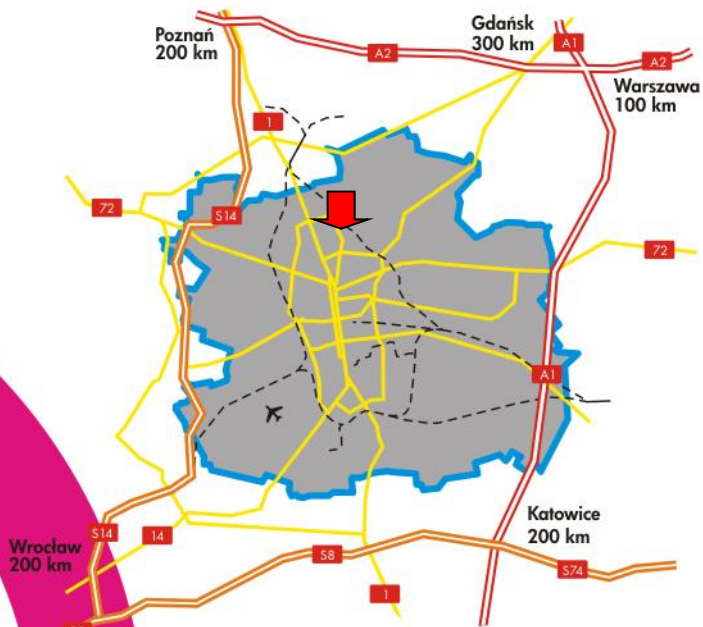 Poznań
200 km
Gdańsk
300 km
A1
A2
A2
Warszawa
100 km
1
72
S14
72
A1
Katowice
200 km
S14
14
Wrocław
200 km
S8
S74
1